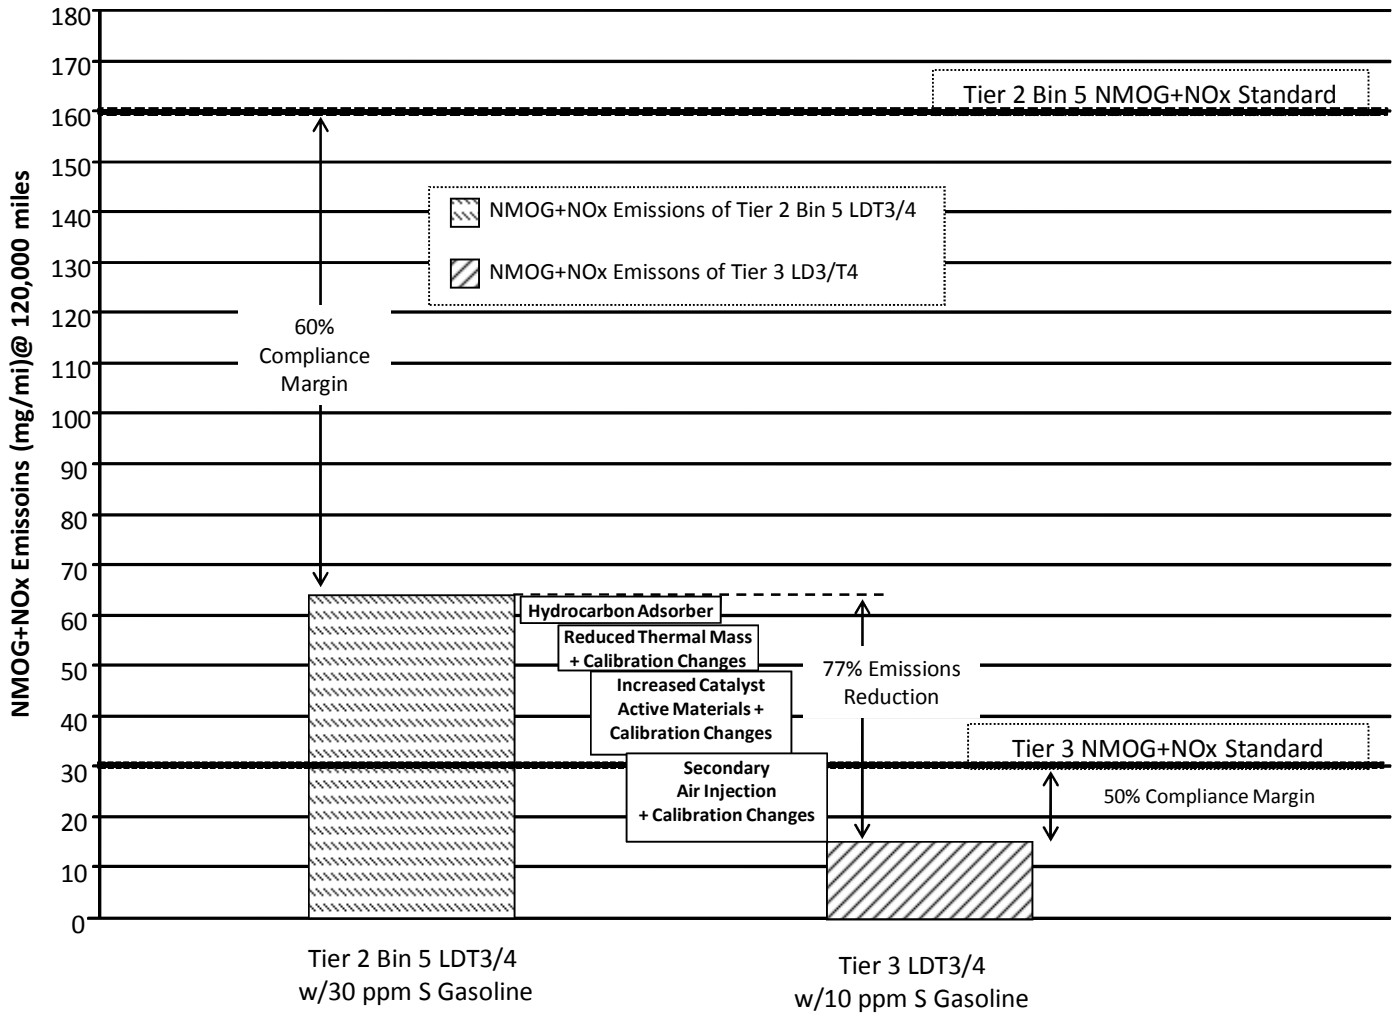 180
170
Tier 2 Bin 5 NMOG+NOx Standard
160
150
140
130
120
110
100
90
80
70
60
50
40
30
20
10
0
NMOG+NOx Emissoins (mg/mi)@ 120,000 miles
NMOG+NOx Emissions of Tier 2 Bin 5 LDT3/4
NMOG+NOx Emissons of Tier 3 LD3/T4
60%
Compliance
Margin
Hydrocarbon Adsorber
Reduced Thermal Mass
+ Calibration Changes
Increased Catalyst
Active Materials +
Calibration Changes
Secondary
Air Injection
+ Calibration Changes
77% Emissions
Reduction
Tier 3 NMOG+NOx Standard
50% Compliance Margin
Tier 2 Bin 5 LDT3/4
w/30 ppm S Gasoline
Tier 3 LDT3/4
w/10 ppm S Gasoline